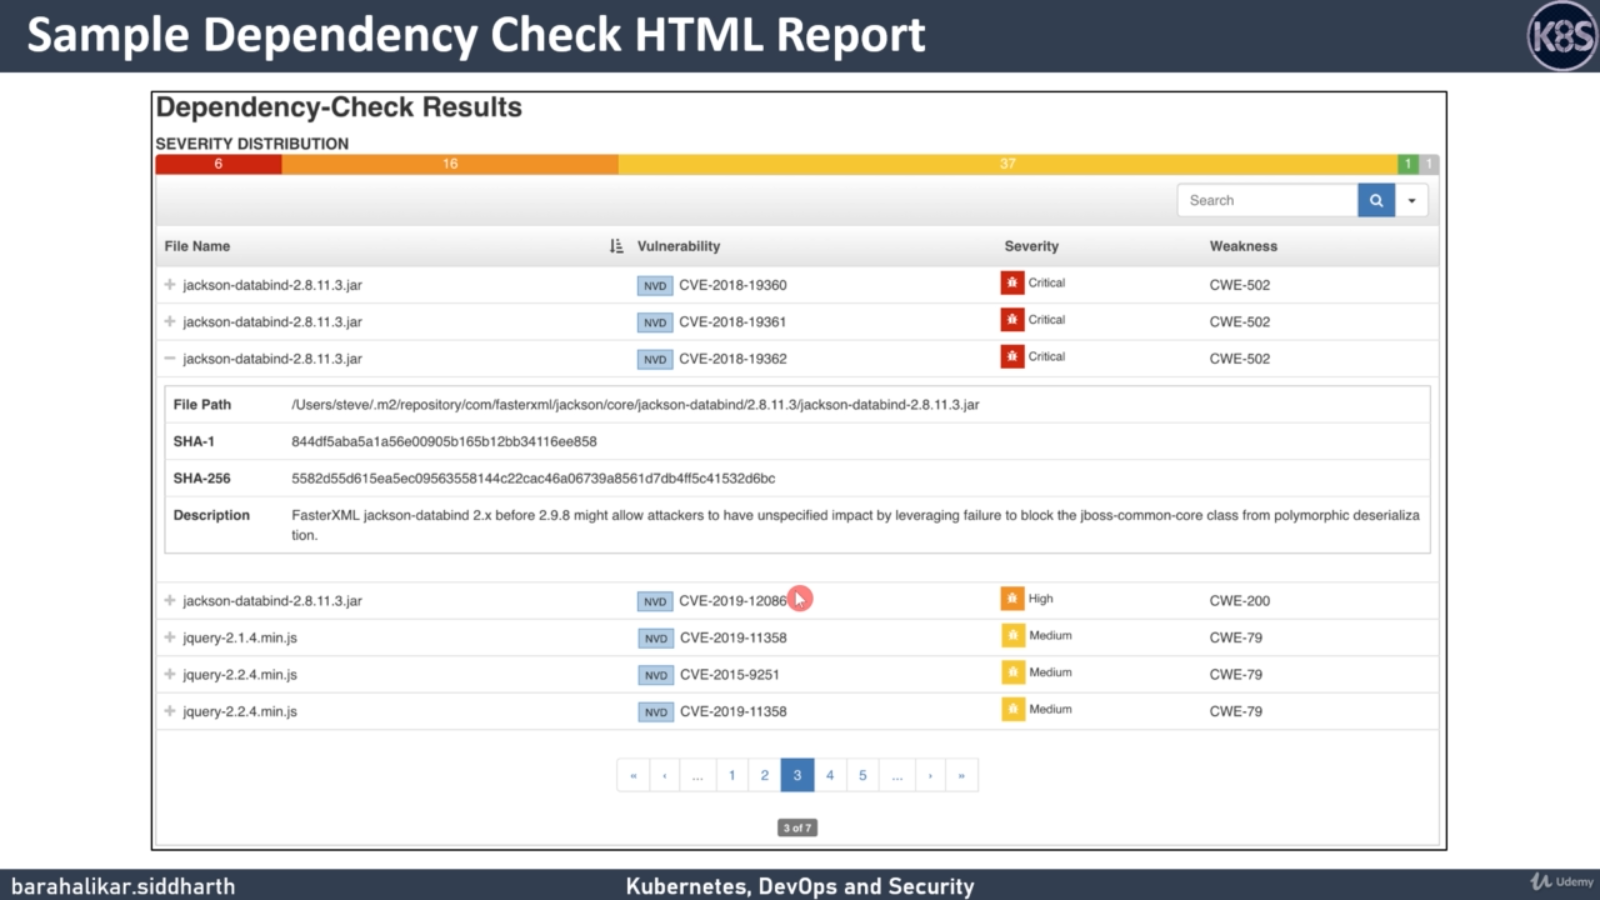 Sample Dependency Check HTML Report
K8S
Dependency-Check Results
SEVERITY DISTRIBUTION
6 16 37 1 1
Search
File Name Vulnerability Severity Weakness
jackson-databind-2.8.11.3.jar NVD CVE-2018-19360 Critical CWE-502
jackson-databind-2.8.11.3.jar NVD CVE-2018-19361 Critical CWE-502
jackson-databind-2.8.11.3.jar NVD CVE-2018-19362 Critical CWE-502
File Path /Users/steve/.m2/repository/com/fasterxml/jackson/core/jackson-databind/2.8.11.3/jackson-databind-2.8.11.3.jar
SHA-1 844df5aba5a1a56e00905b165b12bb34116ee858
SHA-256 5582d55d615ea5ec09563558144c22cac46a06739a8561d7db4ff5c41532d6bc
Description FasterXML jackson-databind 2.x before 2.9.8 might allow attackers to have unspecified impact by leveraging failure to block the jboss-common-core class from polymorphic deserializa
tion.
jackson-databind-2.8.11.3.jar NVD CVE-2019-12086 High CWE-200
jquery-2.1.4.min.js NVD CVE-2019-11358 Medium CWE-79
jquery-2.2.4.min.js NVD CVE-2015-9251 Medium CWE-79
jquery-2.2.4.min.js NVD CVE-2019-11358 Medium CWE-79
« ‹ ... 1 2 3 4 5 ... › »
3 of 7
barahalikar.siddharth Kubernetes, DevOps and Security Udemy